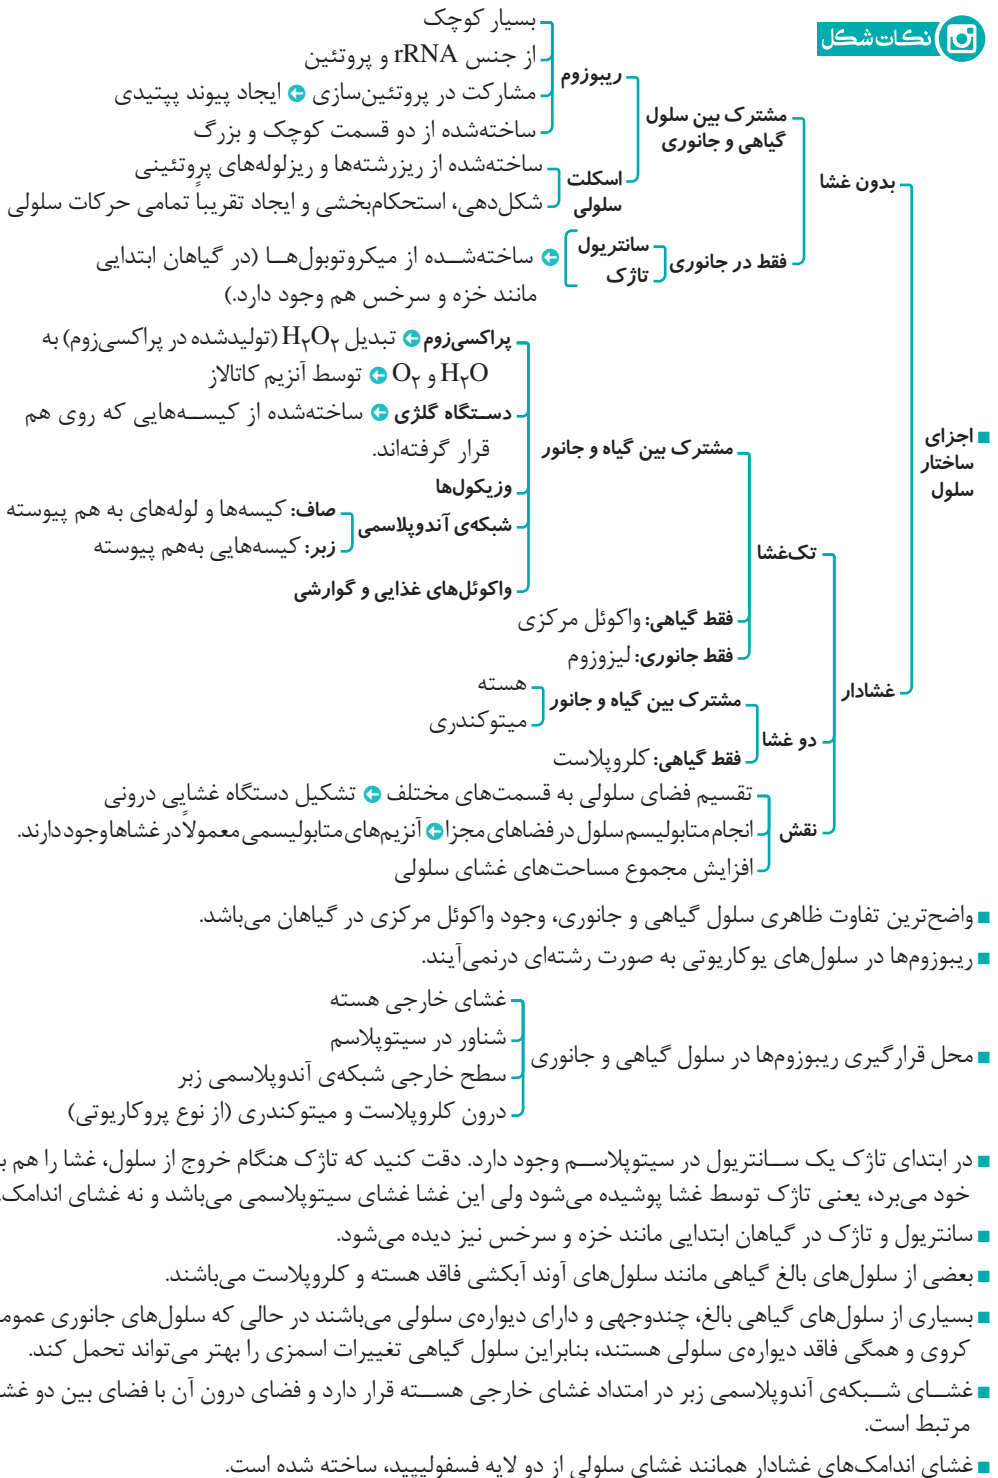 نکات شکل
اجزای
ساختار
سلول
بدون غشا
مشترک بین سلول
گیاهی و جانوری
ریبوزوم
بسیار کوچک
از جنس rRNA و پروتئین
مشارکت در پروتئین‌سازی ایجاد پیوند پپتیدی
ساخته‌شده از دو قسمت کوچک و بزرگ
اسکلت
سلولی
ساخته‌شده از ریزرشته‌ها و ریزلوله‌های پروتئینی
شکل‌دهی، استحکام‌بخشی و ایجاد تقریباً تمامی حرکات سلولی
فقط در جانوری
سانتریول
تاژک
ساخته‌شده از میکروتوبول‌ها (در گیاهان ابتدایی
مانند خزه و سرخس هم وجود دارد.)
غشادار
تک‌غشا
مشترک بین گیاه و جانور
پراکسی‌زوم تبدیل H۲O۲ (تولیدشده در پراکسی‌زوم) به
H۲O و O۲ توسط آنزیم کاتالاز
دستگاه گلژی ساخته‌شده از کیسه‌هایی که روی هم
قرار گرفته‌اند.
وزیکول‌ها
شبکه‌ی آندوپلاسمی
صاف: کیسه‌ها و لوله‌های به هم پیوسته
زبر: کیسه‌هایی به‌هم پیوسته
واکوئل‌های غذایی و گوارشی
فقط گیاهی: واکوئل مرکزی
فقط جانوری: لیزوزوم
دو غشا
مشترک بین گیاه و جانور
هسته
میتوکندری
فقط گیاهی: کلروپلاست
نقش
تقسیم فضای سلولی به قسمت‌های مختلف تشکیل دستگاه غشایی درونی
انجام متابولیسم سلول در فضاهای مجزا آنزیم‌های متابولیسمی معمولاً در غشاها وجود دارند.
افزایش مجموع مساحت‌های غشای سلولی
واضح‌ترین تفاوت ظاهری سلول گیاهی و جانوری، وجود واکوئل مرکزی در گیاهان می‌باشد.
ریبوزوم‌ها در سلول‌های یوکاریوتی به صورت رشته‌ای درنمی‌آیند.
محل قرارگیری ریبوزوم‌ها در سلول گیاهی و جانوری
غشای خارجی هسته
شناور در سیتوپلاسم
سطح خارجی شبکه‌ی آندوپلاسمی زبر
درون کلروپلاست و میتوکندری (از نوع پروکاریوتی)
در ابتدای تاژک یک سانتریول در سیتوپلاسم وجود دارد. دقت کنید که تاژک هنگام خروج از سلول، غشا را هم
خود می‌برد، یعنی تاژک توسط غشا پوشیده می‌شود ولی این غشا غشای سیتوپلاسمی می‌باشد و نه غشای اندامک.
سانتریول و تاژک در گیاهان ابتدایی مانند خزه و سرخس نیز دیده می‌شود.
بعضی از سلول‌های بالغ گیاهی مانند سلول‌های آوند آبکشی فاقد هسته و کلروپلاست می‌باشند.
بسیاری از سلول‌های گیاهی بالغ، چندوجهی و دارای دیواره‌ی سلولی می‌باشند در حالی که سلول‌های جانوری
کروی و همگی فاقد دیواره‌ی سلولی هستند، بنابراین سلول گیاهی تغییرات اسمزی را بهتر می‌تواند تحمل کند.
غشای شبکه‌ی آندوپلاسمی زبر در امتداد غشای خارجی هسته قرار دارد و فضای درون آن با فضای بین دو
مرتبط است.
غشای اندامک‌های غشادار همانند غشای سلولی از دو لایه فسفولیپید، ساخته شده است.